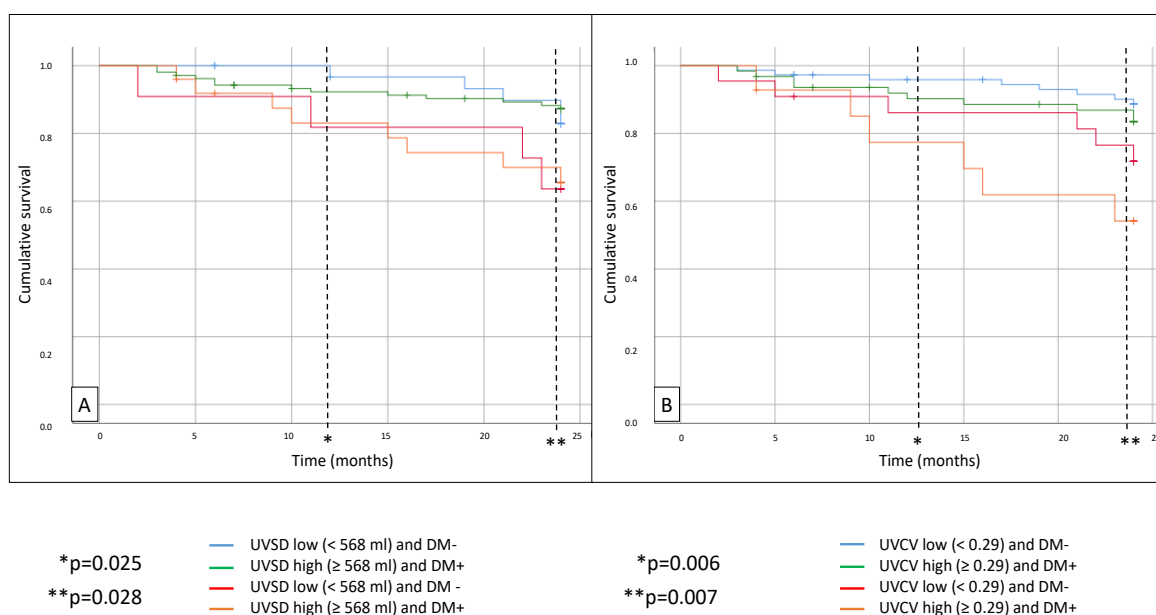 1.0
0.8
0.6
0.4
0.2
0.0
Cumulative survival
A
0
5
10
15
20
25
*
**
Time (months)
1.0
0.8
0.6
0.4
0.2
0.0
Cumulative survival
B
0
5
10
15
20
25
*
**
Time (months)
*p=0.025
**p=0.028
UVSD low (< 568 ml) and DM-
UVSD high (≥ 568 ml) and DM+
UVSD low (< 568 ml) and DM -
UVSD high (≥ 568 ml) and DM+
*p=0.006
**p=0.007
UVCV low (< 0.29) and DM-
UVCV high (≥ 0.29) and DM+
UVCV low (< 0.29) and DM-
UVCV high (≥ 0.29) and DM+